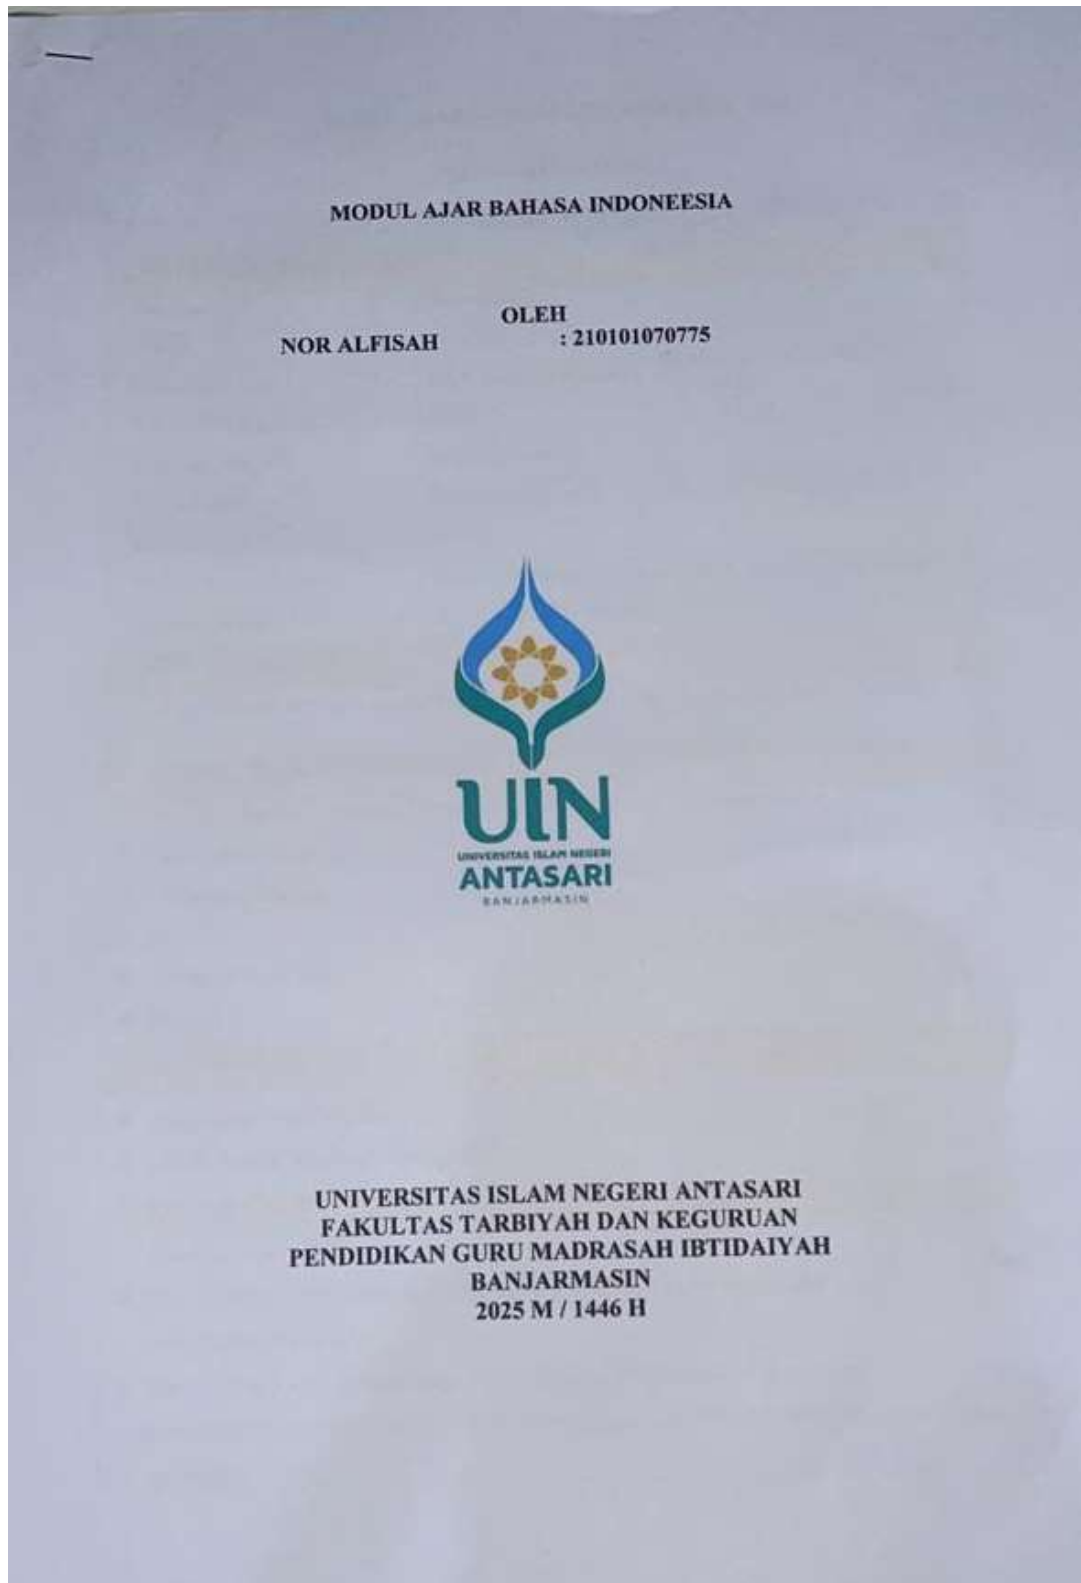 MODUL AJAR BAHASA INDONEESIA
OLEH
NOR ALFISAH : 210101070775
UIN
UNIVERSITAS ISLAM NEGERI
ANTASARI
BANJARMASIN
UNIVERSITAS ISLAM NEGERI ANTASARI
FAKULTAS TARBIYAH DAN KEGURUAN
PENDIDIKAN GURU MADRASAH IBTIDAIYAH
BANJARMASIN
2025 M / 1446 H